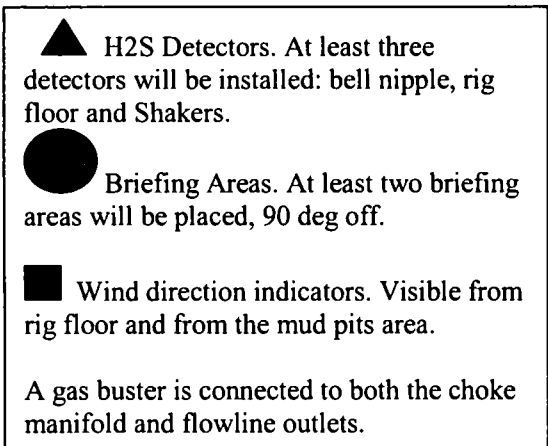 H2S Detectors. At least three
detectors will be installed: bell nipple, rig
floor and Shakers.
Briefing Areas. At least two briefing
areas will be placed, 90 deg off.
Wind direction indicators. Visible from
rig floor and from the mud pits area.
A gas buster is connected to both the choke
manifold and flowline outlets.